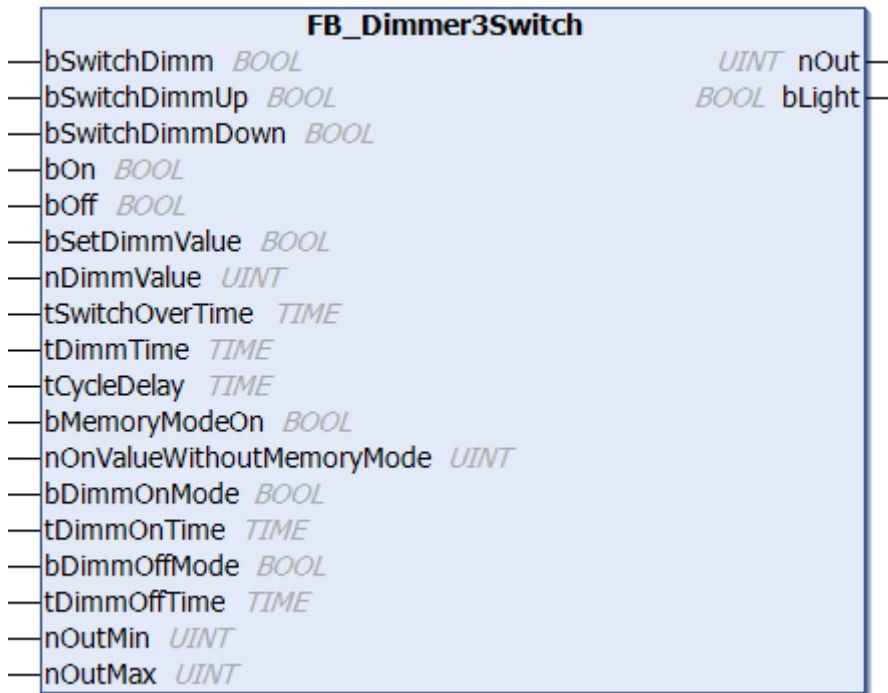 FB_Dimmer3Switch
bSwitchDimm BOOL UINT nOut
bSwitchDimmUp BOOL BOOL bLight
bSwitchDimmDown BOOL
bOn BOOL
bOff BOOL
bSetDimmValue BOOL
nDimmValue UINT
tSwitchOverTime TIME
tDimmTime TIME
tCycleDelay TIME
bMemoryModeOn BOOL
nOnValueWithoutMemoryMode UINT
bDimmOnMode BOOL
tDimmOnTime TIME
bDimmOffMode BOOL
tDimmOffTime TIME
nOutMin UINT
nOutMax UINT